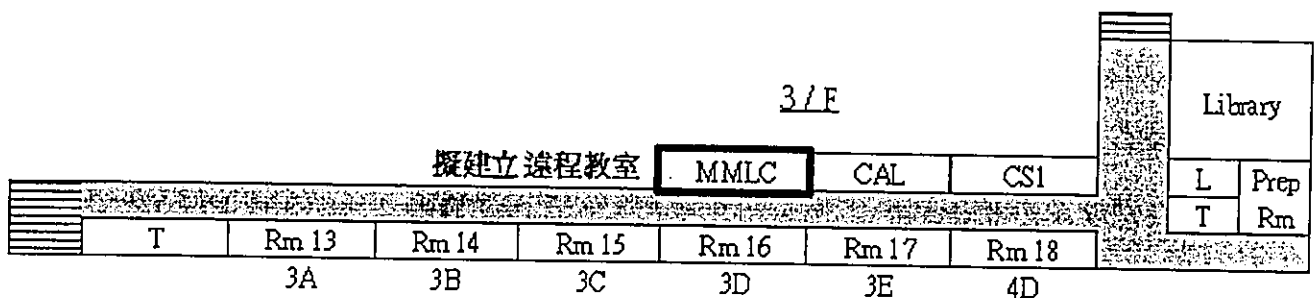 3/F
Library
擬建立遠程教室 MMLC CAL CS1 L Prep
T Rm
T Rm 13 Rm 14 Rm 15 Rm 16 Rm 17 Rm 18
3A 3B 3C 3D 3E 4D